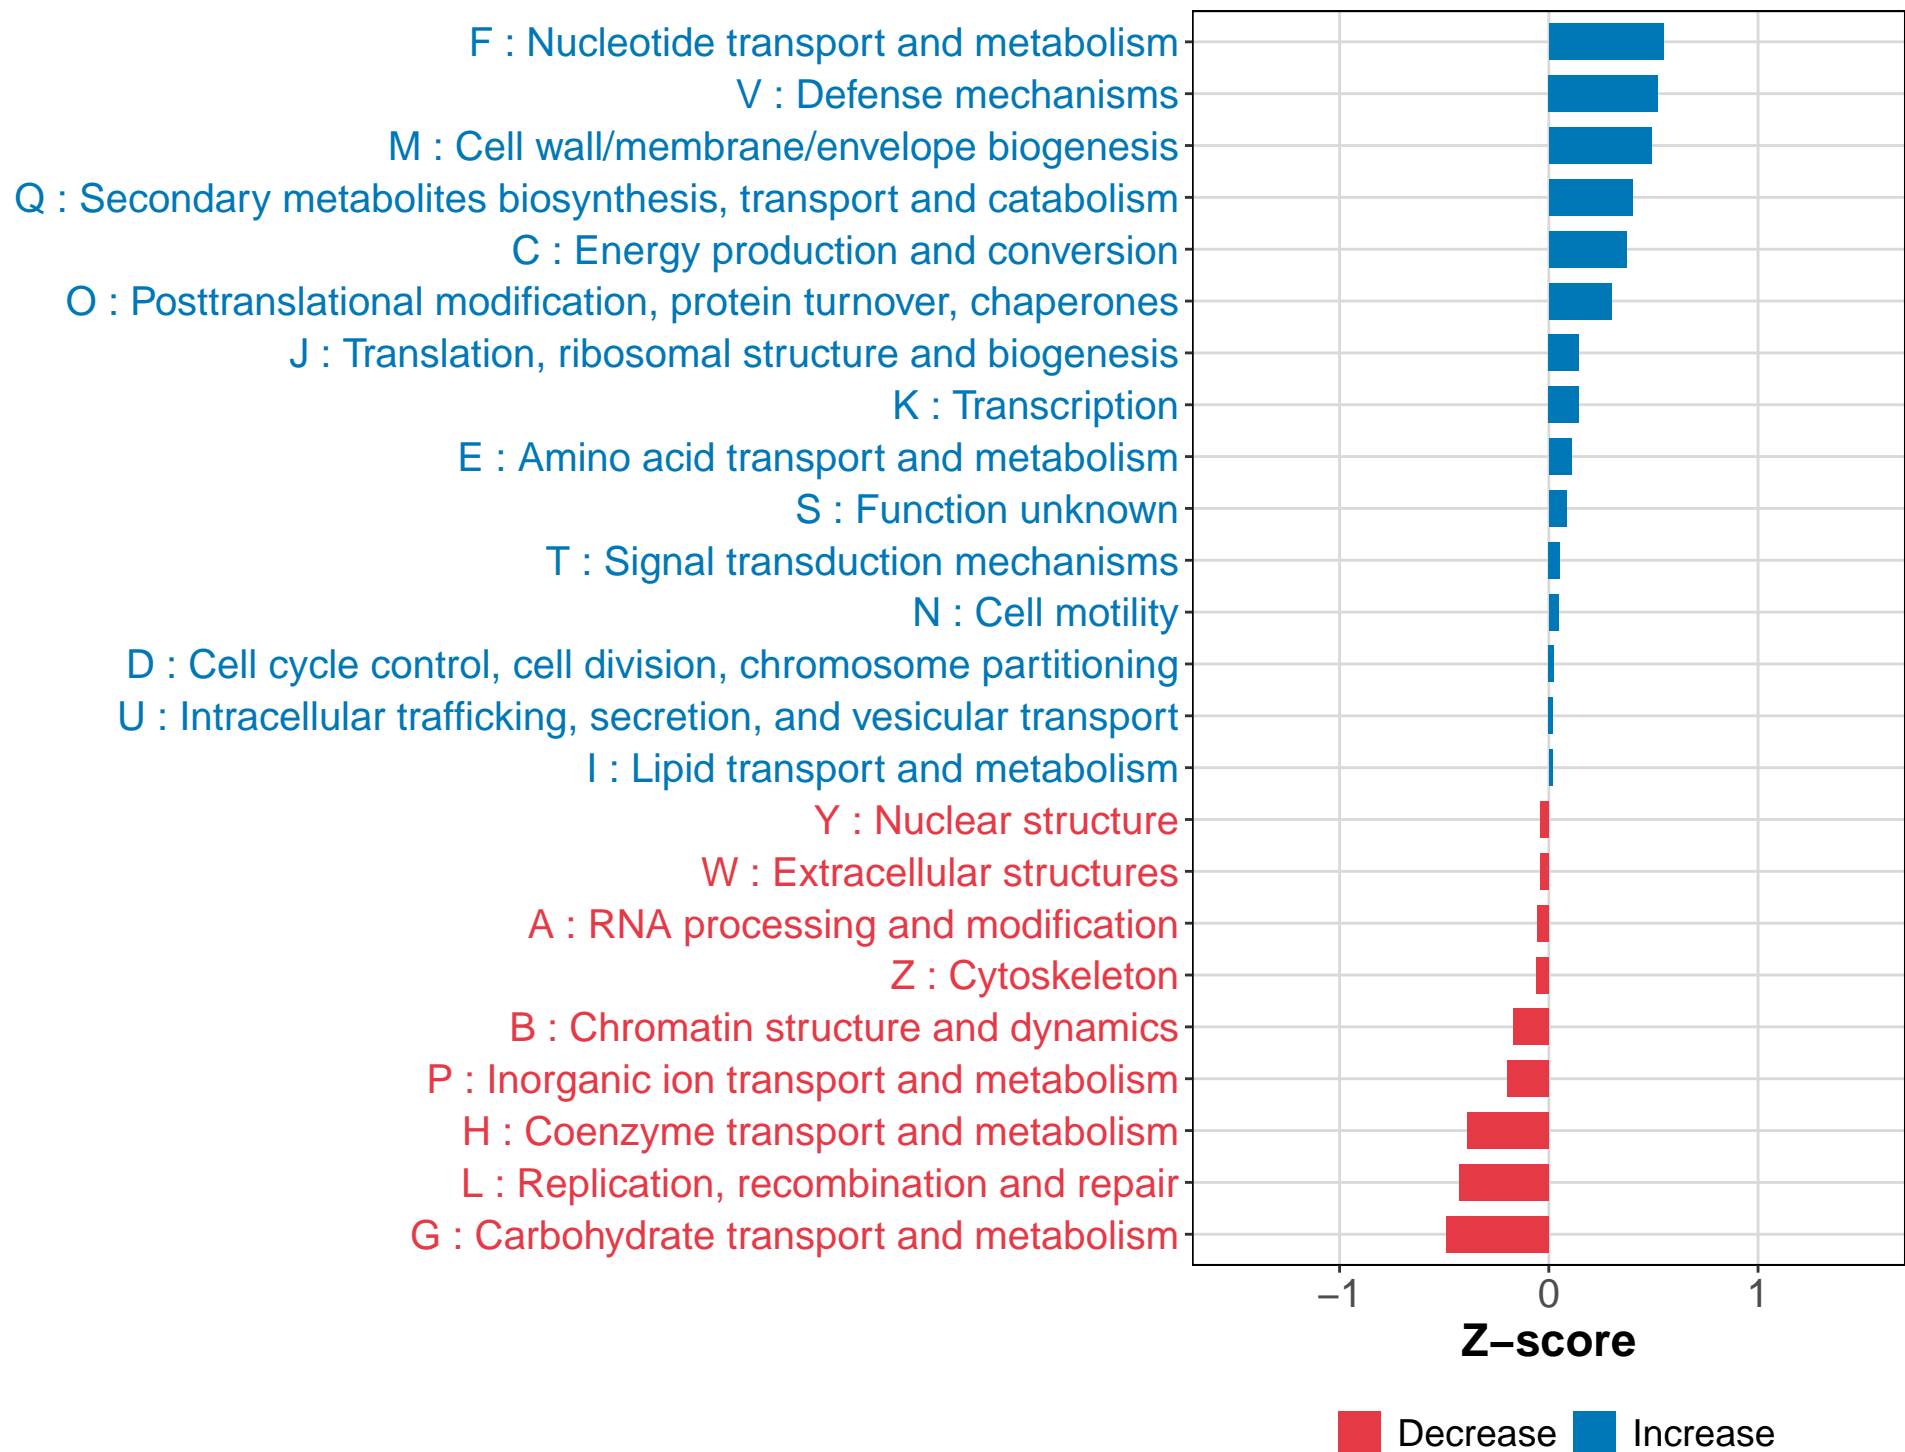 F : Nucleotide transport and metabolism
V : Defense mechanisms
M : Cell wall/membrane/envelope biogenesis
Q : Secondary metabolites biosynthesis, transport and catabolism
C : Energy production and conversion
O : Posttranslational modification, protein turnover, chaperones
J : Translation, ribosomal structure and biogenesis
K : Transcription
E : Amino acid transport and metabolism
S : Function unknown
T : Signal transduction mechanisms
N : Cell motility
D : Cell cycle control, cell division, chromosome partitioning
U : Intracellular trafficking, secretion, and vesicular transport
I : Lipid transport and metabolism
Y : Nuclear structure
W : Extracellular structures
A : RNA processing and modification
Z : Cytoskeleton
B : Chromatin structure and dynamics
P : Inorganic ion transport and metabolism
H : Coenzyme transport and metabolism
L : Replication, recombination and repair
G : Carbohydrate transport and metabolism
−1 0 1
Z−score
Decrease Increase